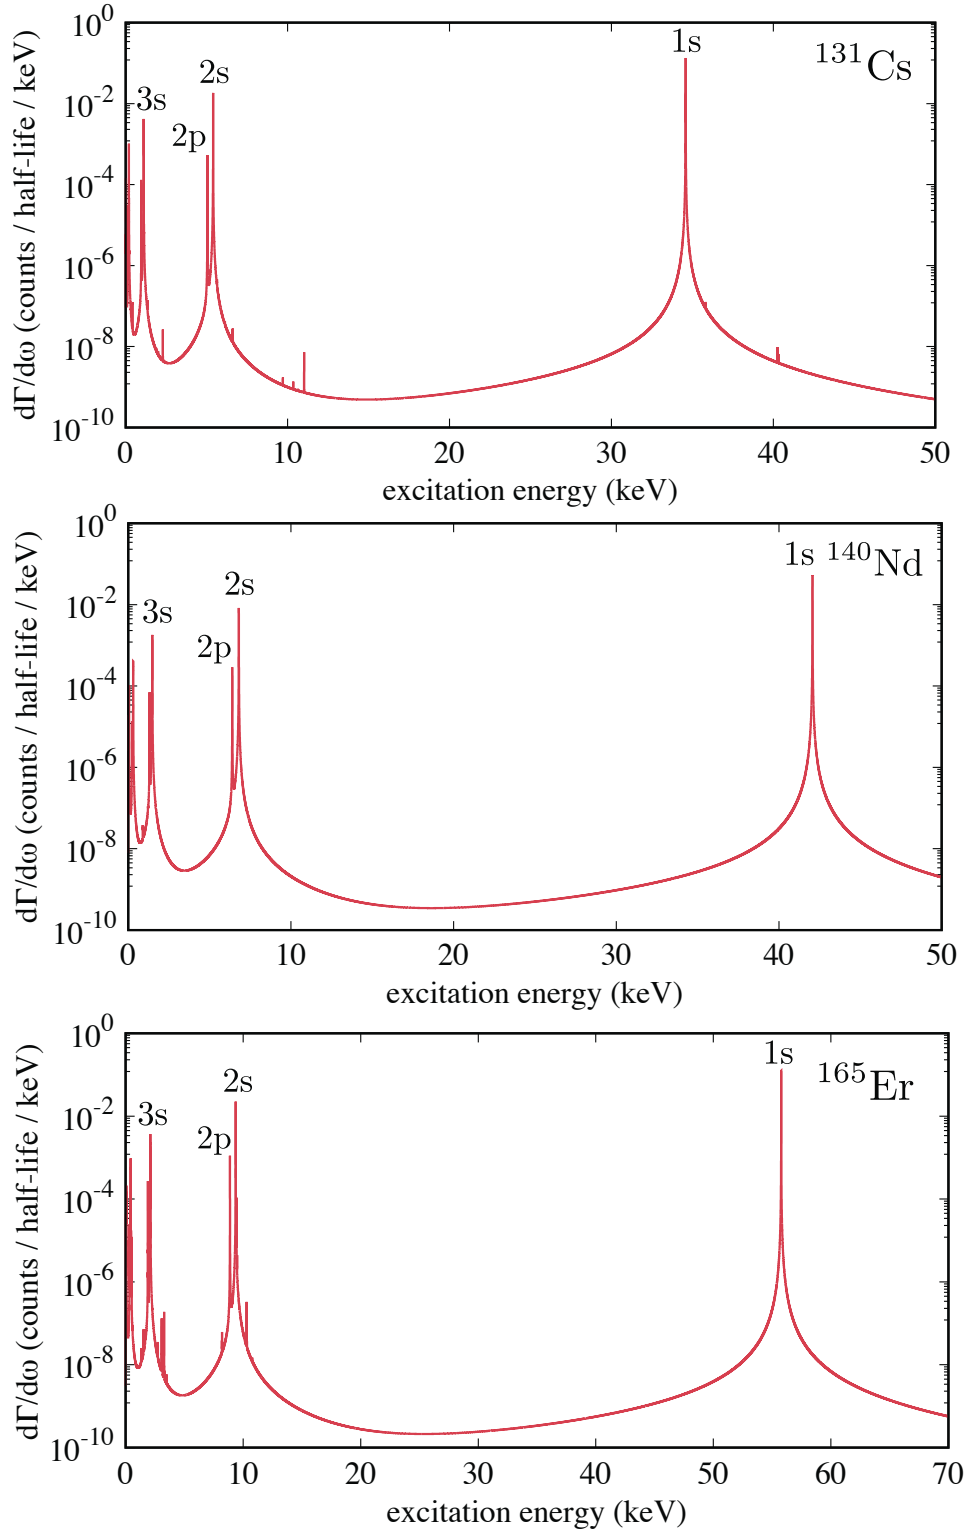 10^0
10^-2
10^-4
10^-6
10^-8
10^-10
dΓ/dω (counts / half-life / keV)
3s
2p
2s
1s
^131Cs
0 10 20 30 40 50
excitation energy (keV)
10^0
10^-2
10^-4
10^-6
10^-8
10^-10
dΓ/dω (counts / half-life / keV)
3s
2p
2s
1s
^140Nd
0 10 20 30 40 50
excitation energy (keV)
10^0
10^-2
10^-4
10^-6
10^-8
10^-10
dΓ/dω (counts / half-life / keV)
3s
2p
2s
1s
^165Er
0 10 20 30 40 50 60 70
excitation energy (keV)